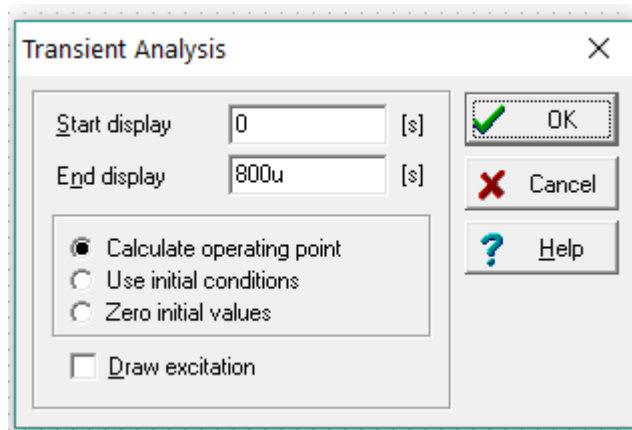 Transient Analysis
Start display 0 [s]
End display 800u [s]
Calculate operating point
Use initial conditions
Zero initial values
Draw excitation
OK
Cancel
? Help